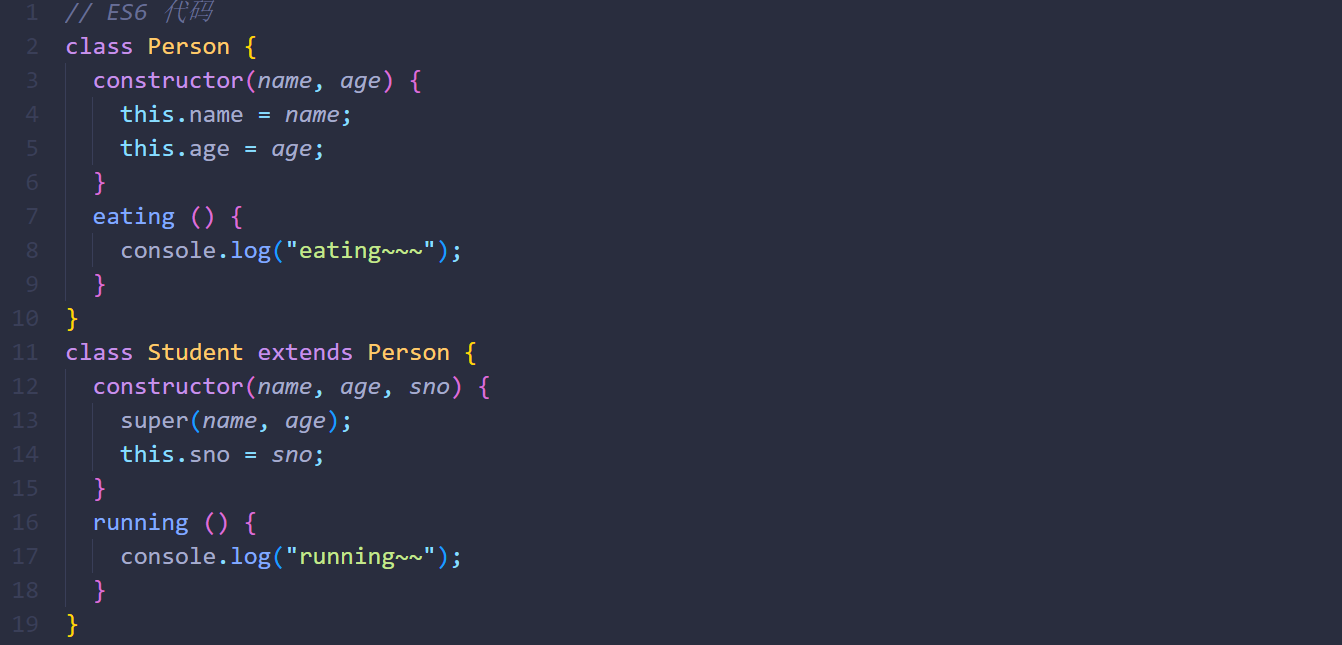 1 // ES6 代码
2 class Person {
3 constructor(name, age) {
4 this.name = name;
5 this.age = age;
6 }
7 eating () {
8 console.log("eating~~~");
9 }
10 }
11 class Student extends Person {
12 constructor(name, age, sno) {
13 super(name, age);
14 this.sno = sno;
15 }
16 running () {
17 console.log("running~~");
18 }
19 }